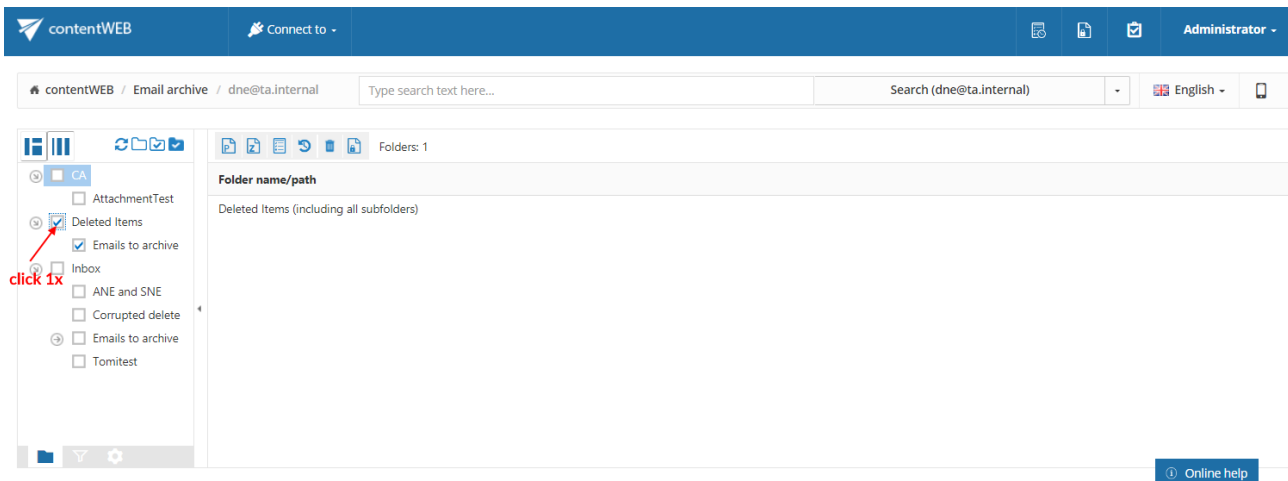 contentWEB
Connect to
Administrator
contentWEB / Email archive / dne@ta.internal
Type search text here...
Search (dne@ta.internal)
English
Folders: 1
CA
AttachmentTest
Deleted Items
Emails to archive
Inbox
ANE and SNE
Corrupted delete
Emails to archive
Tomitest
click 1x
Folder name/path
Deleted Items (including all subfolders)
Online help